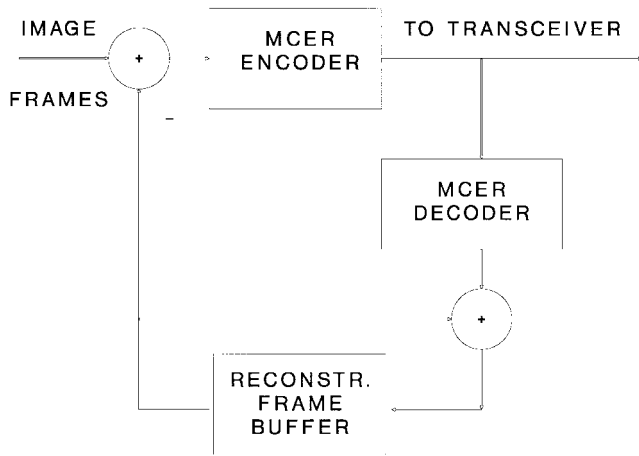 IMAGE
FRAMES
+
−
MCER
ENCODER
TO TRANSCEIVER
MCER
DECODER
+
RECONSTR.
FRAME
BUFFER